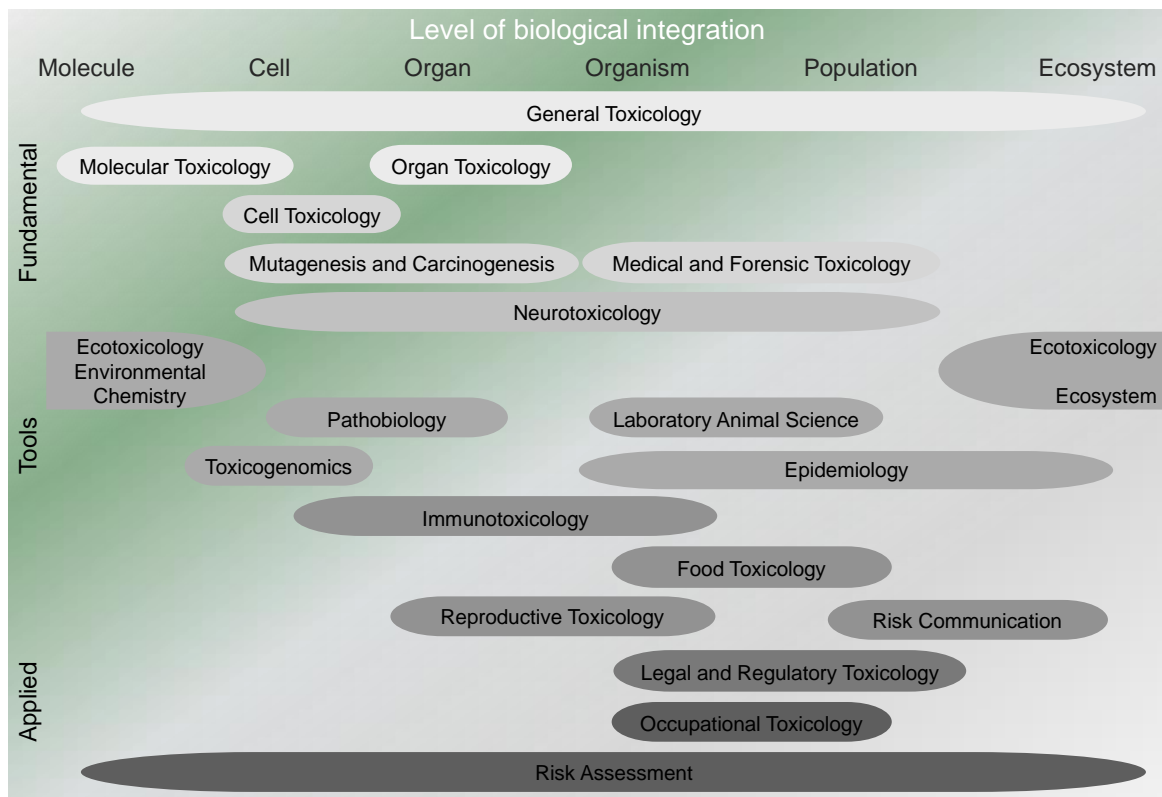 Level of biological integration
Molecule Cell Organ Organism Population Ecosystem
General Toxicology
Fundamental
Molecular Toxicology Organ Toxicology
Cell Toxicology
Mutagenesis and Carcinogenesis Medical and Forensic Toxicology
Neurotoxicology
Ecotoxicology
Environmental
Chemistry
Ecotoxicology
Ecosystem
Tools
Pathobiology Laboratory Animal Science
Toxicogenomics Epidemiology
Immunotoxicology
Food Toxicology
Reproductive Toxicology Risk Communication
Applied
Legal and Regulatory Toxicology
Occupational Toxicology
Risk Assessment